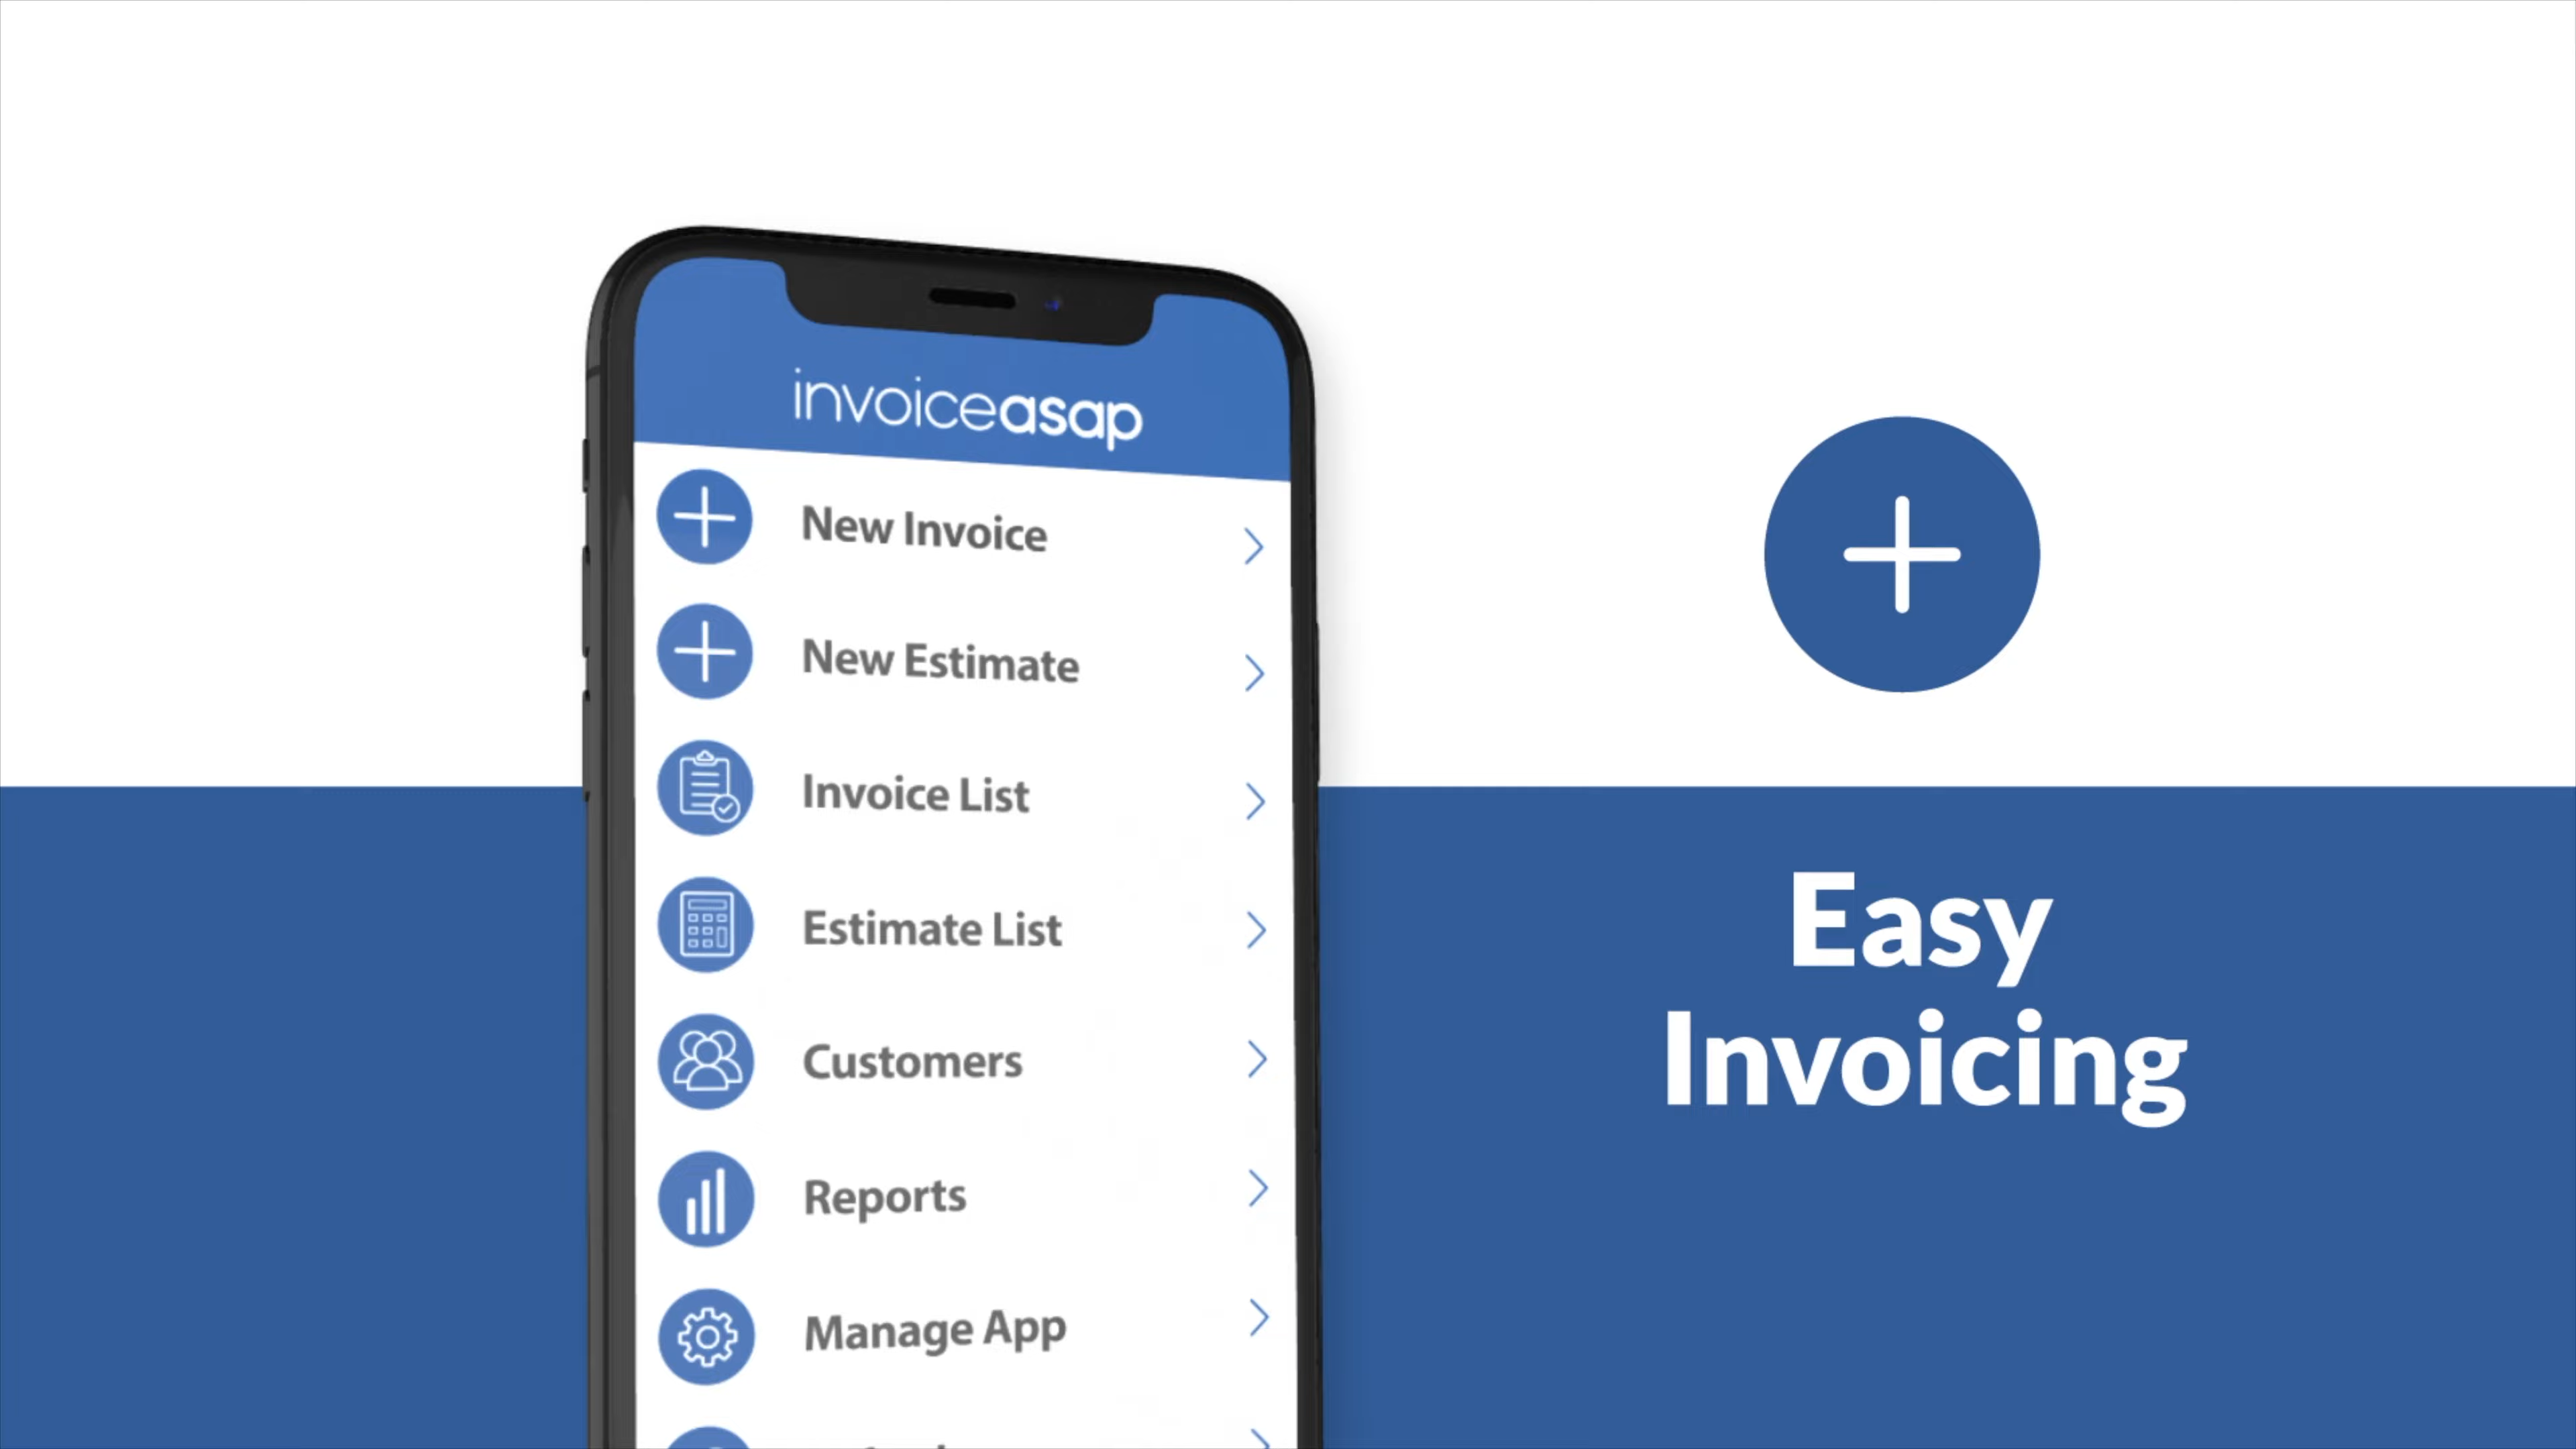 invoiceasap
New Invoice
New Estimate
Invoice List
Estimate List
Customers
Reports
Manage App
Easy
Invoicing